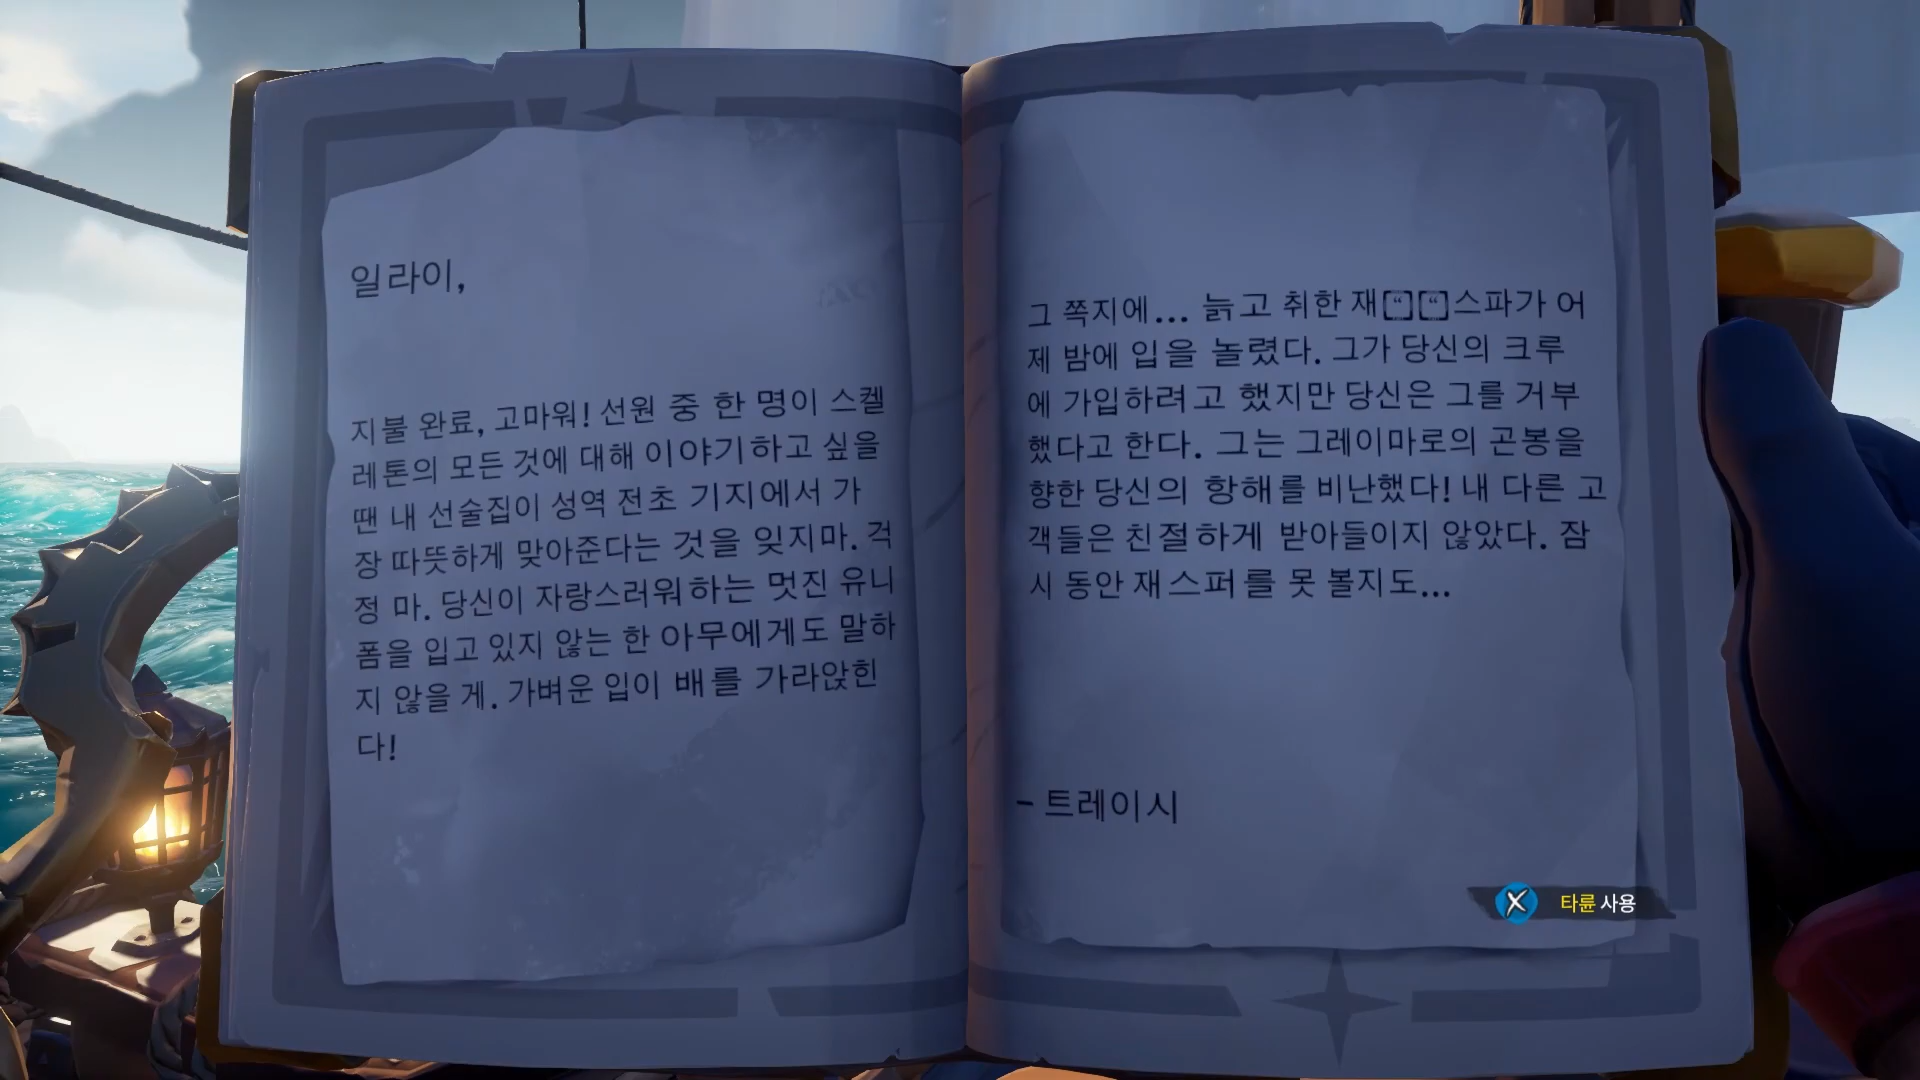 일라이,
지불 완료, 고마워! 선원 중 한 명이 스켈
레톤의 모든 것에 대해 이야기하고 싶을
땐 내 선술집이 성역 전초 기지에서 가
장 따뜻하게 맞아준다는 것을 잊지마. 걱
정 마. 당신이 자랑스러워하는 멋진 유니
폼을 입고 있지 않는 한 아무에게도 말하
지 않을 게. 가벼운 입이 배를 가라앉힌
다!
그 쪽지에... 늙고 취한 재스파가 어
제 밤에 입을 놀렸다. 그가 당신의 크루
에 가입하려고 했지만 당신은 그를 거부
했다고 한다. 그는 그레이마로의 곤봉을
향한 당신의 항해를 비난했다! 내 다른 고
객들은 친절하게 받아들이지 않았다. 잠
시 동안 재스퍼를 못 볼지도...
– 트레이시
X 타륜 사용